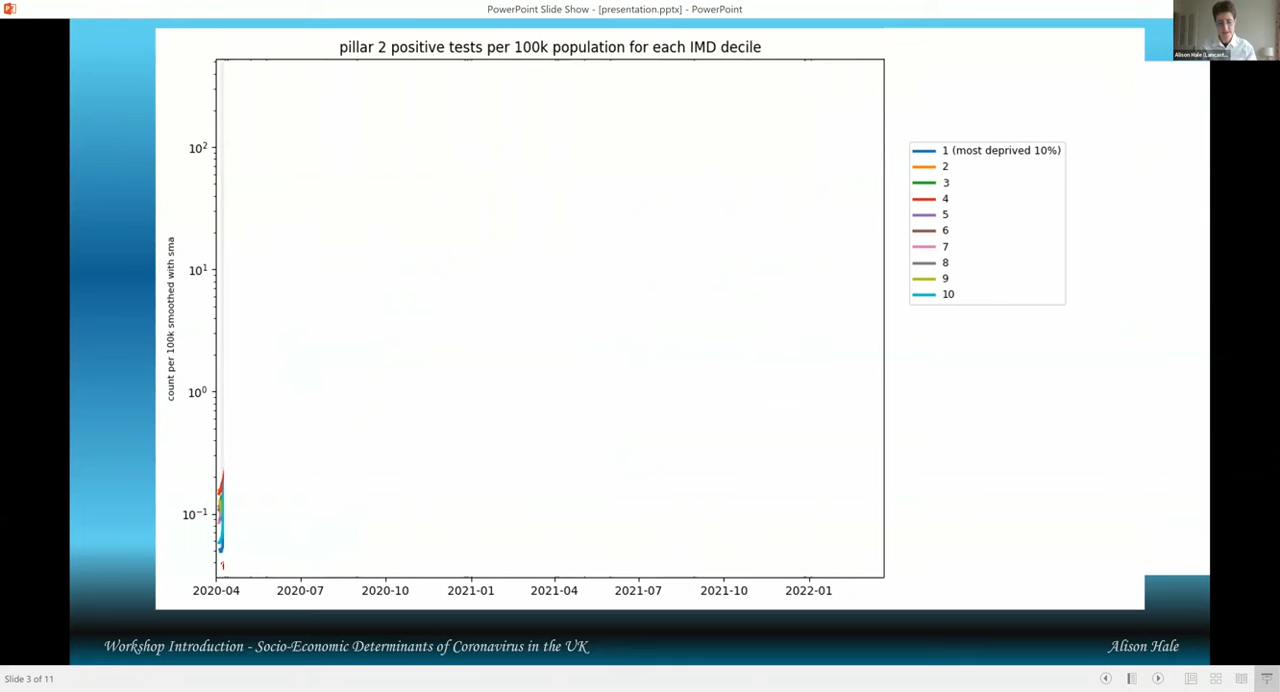 PowerPoint Slide Show - [presentation.pptx] - PowerPoint
Alison Hale (Lancast...
pillar 2 positive tests per 100k population for each IMD decile
count per 100k smoothed with sma
10²
10¹
10⁰
10⁻¹
2020-04 2020-07 2020-10 2021-01 2021-04 2021-07 2021-10 2022-01
1 (most deprived 10%)
2
3
4
5
6
7
8
9
10
Workshop Introduction - Socio-Economic Determinants of Coronavirus in the UK
Alison Hale
Slide 3 of 11